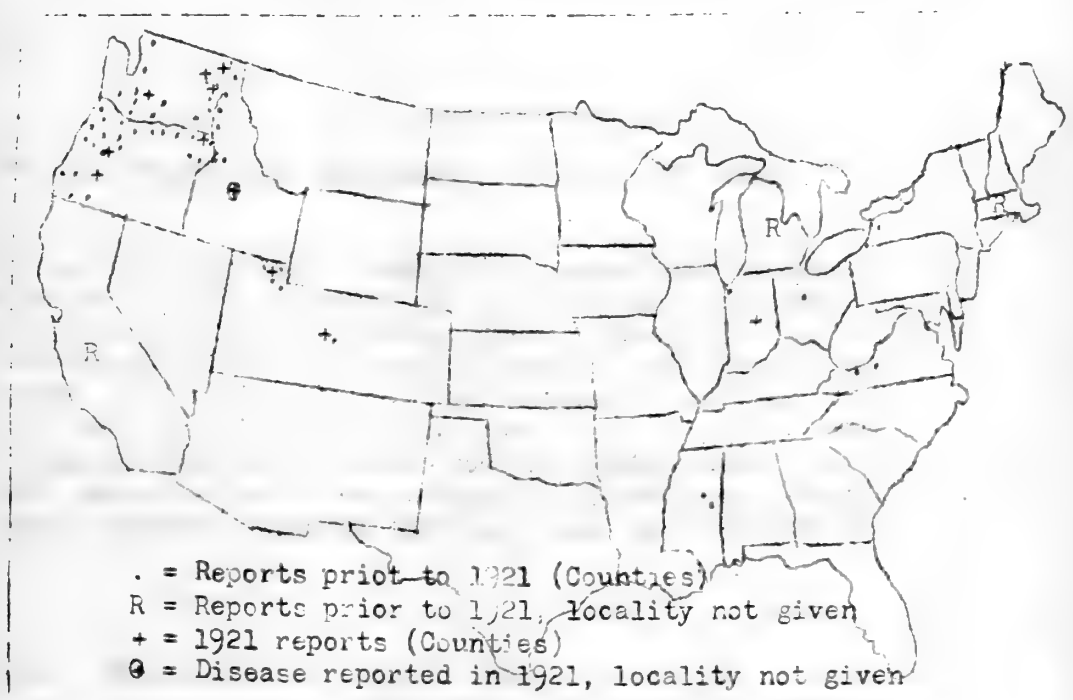 R
R
R
. = Reports priot to 1921 (Counties)
R = Reports prior to 1921, locality not given
+ = 1921 reports (Counties)
⊕ = Disease reported in 1921, locality not given